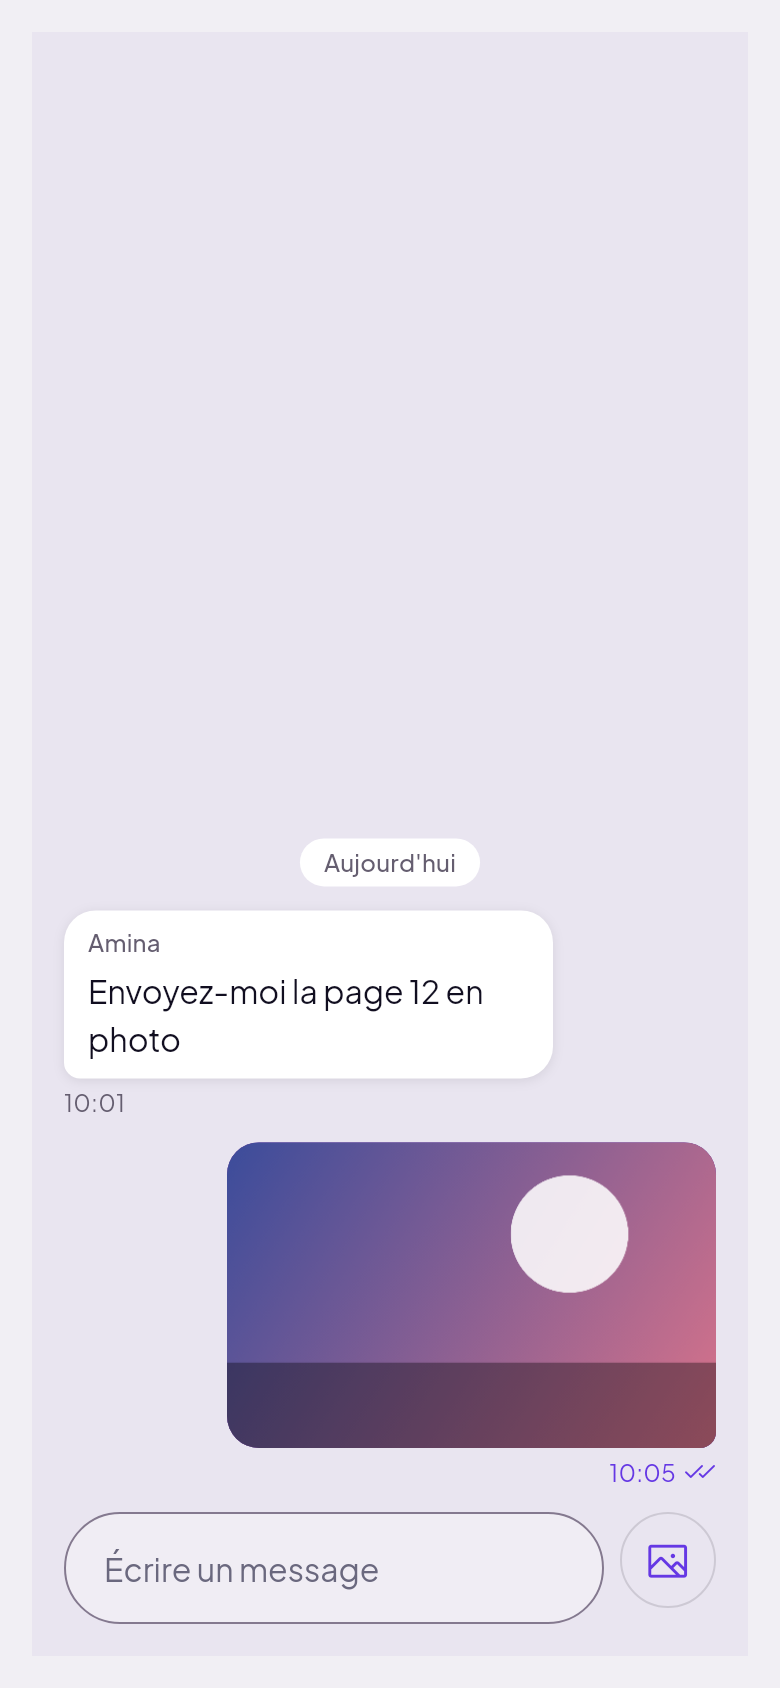 Aujourd'hui
Amina
Envoyez-moi la page 12 en
photo
10:01
10:05
Écrire un message